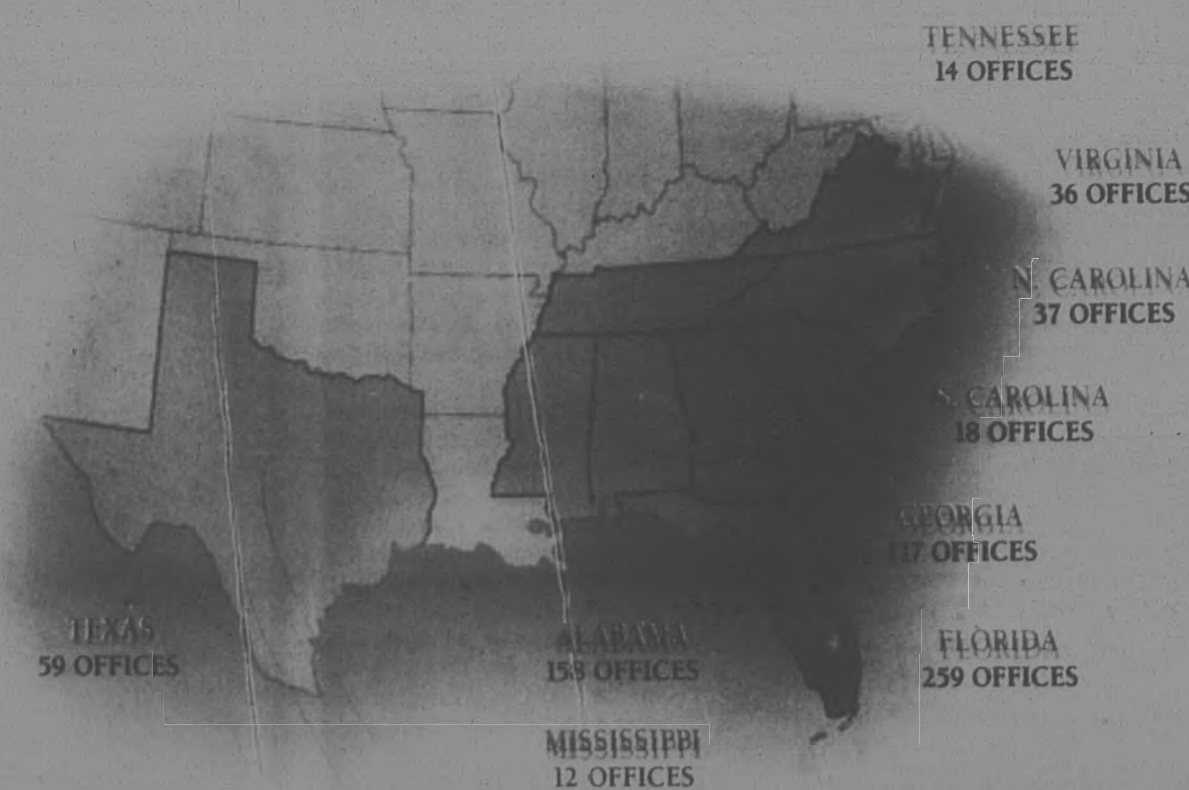 TENNESSEE
14 OFFICES
VIRGINIA
36 OFFICES
N. CAROLINA
37 OFFICES
S. CAROLINA
18 OFFICES
GEORGIA
OFFICES
FLORIDA
259 OFFICES
TEXAS
59 OFFICES
ALABAMA
158 OFFICES
MISSISSIPPI
12 OFFICES